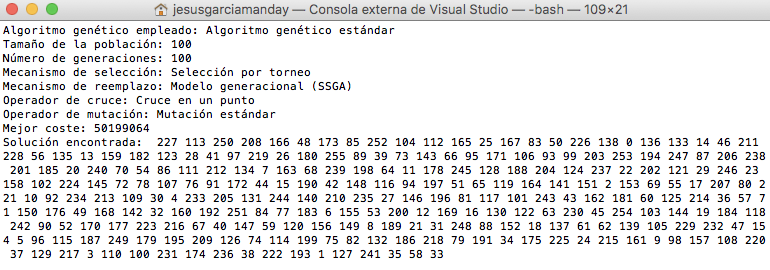 jesusgarciamanday — Consola externa de Visual Studio — -bash — 109×21
Algoritmo genético empleado: Algoritmo genético estándar
Tamaño de la población: 100
Número de generaciones: 100
Mecanismo de selección: Selección por torneo
Mecanismo de reemplazo: Modelo generacional (SSGA)
Operador de cruce: Cruce en un punto
Operador de mutación: Mutación estándar
Mejor coste: 50199064
Solución encontrada:  227 113 250 208 166 48 173 85 252 104 112 165 25 167 83 50 226 138 0 136 133 14 46 211
228 56 135 13 159 182 123 28 41 97 219 26 180 255 89 39 73 143 66 95 171 106 93 99 203 253 194 247 87 206 238
 201 185 20 240 70 54 86 111 212 134 7 163 68 239 198 64 11 178 245 128 188 204 124 237 22 202 121 29 246 23
158 102 224 145 72 78 107 76 91 172 44 15 190 42 148 116 94 197 51 65 119 164 141 151 2 153 69 55 17 207 80 2
21 10 92 234 213 109 30 4 233 205 131 244 140 210 235 27 146 196 81 117 101 243 43 162 181 60 125 214 36 57 7
1 150 176 49 168 142 32 160 192 251 84 77 183 6 155 53 200 12 169 16 130 122 63 230 45 254 103 144 19 184 118
 242 90 52 170 177 223 216 67 40 147 59 120 156 149 8 189 21 31 248 88 152 18 137 61 62 139 105 229 232 47 15
4 5 96 115 187 249 179 195 209 126 74 114 199 75 82 132 186 218 79 191 34 175 225 24 215 161 9 98 157 108 220
 37 129 217 3 110 100 231 174 236 38 222 193 1 127 241 35 58 33